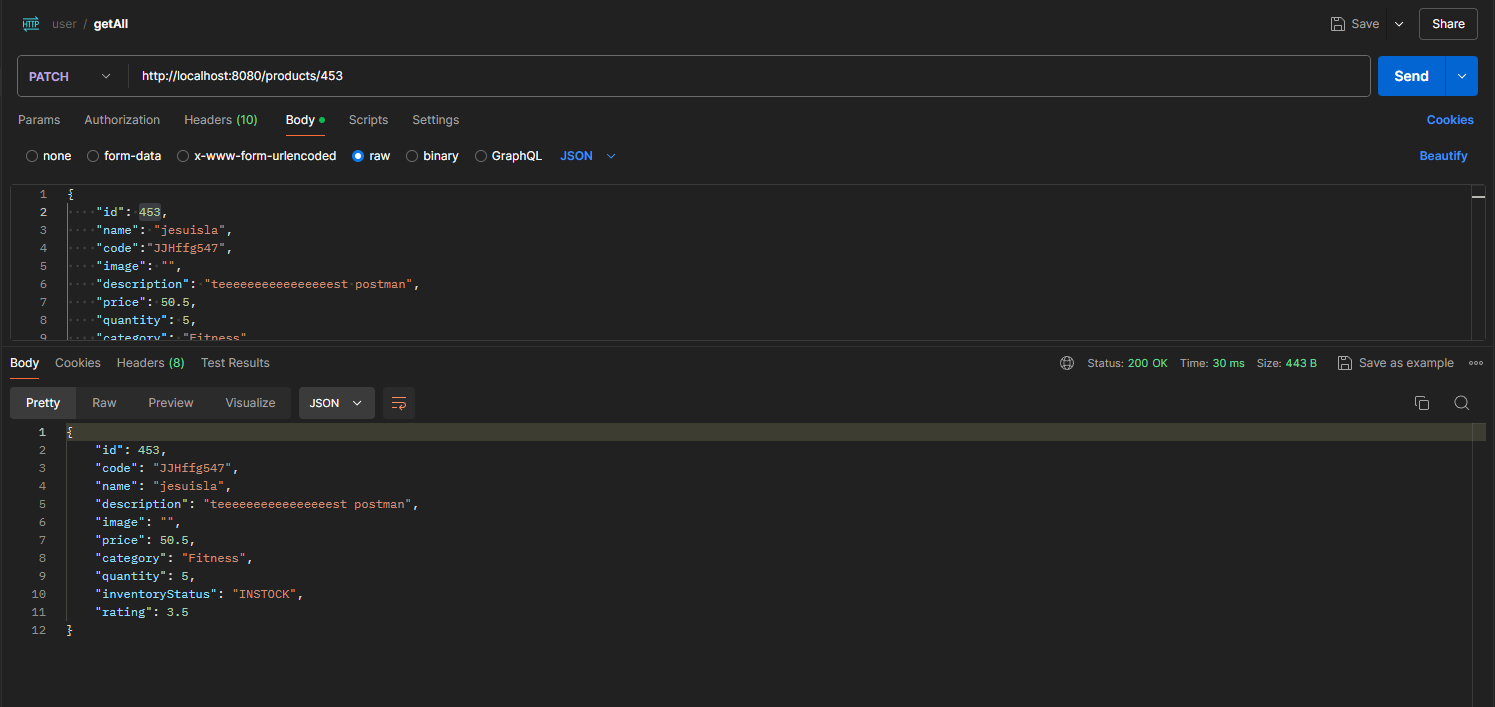 HTTP user / getAll Save Share
PATCH http://localhost:8080/products/453 Send
Params Authorization Headers (10) Body Scripts Settings Cookies
none form-data x-www-form-urlencoded raw binary GraphQL JSON Beautify
1 {
2 "id": 453,
3 "name": "jesuisla",
4 "code":"JJHffg547",
5 "image": "",
6 "description": "teeeeeeeeeeeeeeeest postman",
7 "price": 50.5,
8 "quantity": 5,
9 "category": "Fitness"
Body Cookies Headers (8) Test Results Status: 200 OK Time: 30 ms Size: 443 B Save as example
Pretty Raw Preview Visualize JSON
1 {
2 "id": 453,
3 "code": "JJHffg547",
4 "name": "jesuisla",
5 "description": "teeeeeeeeeeeeeeeest postman",
6 "image": "",
7 "price": 50.5,
8 "category": "Fitness",
9 "quantity": 5,
10 "inventoryStatus": "INSTOCK",
11 "rating": 3.5
12 }